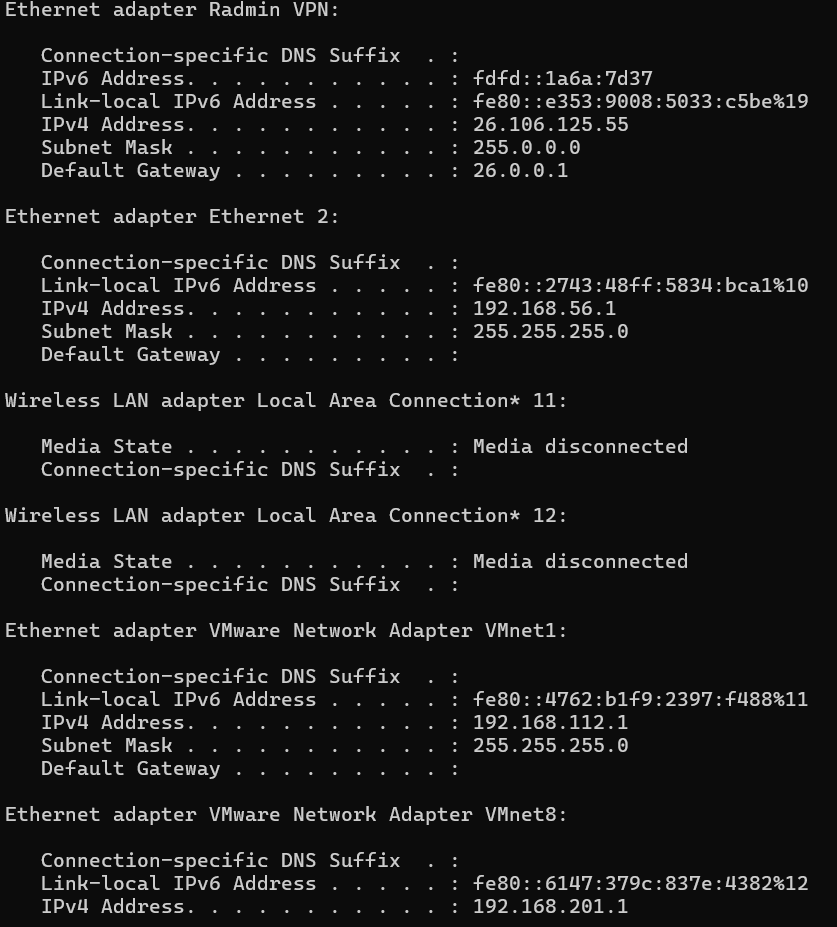 Ethernet adapter Radmin VPN:
Connection-specific DNS Suffix  . :
IPv6 Address. . . . . . . . . . . : fdfd::1a6a:7d37
Link-local IPv6 Address . . . . . : fe80::e353:9008:5033:c5be%19
IPv4 Address. . . . . . . . . . . : 26.106.125.55
Subnet Mask . . . . . . . . . . . : 255.0.0.0
Default Gateway . . . . . . . . . : 26.0.0.1
Ethernet adapter Ethernet 2:
Connection-specific DNS Suffix  . :
Link-local IPv6 Address . . . . . : fe80::2743:48ff:5834:bca1%10
IPv4 Address. . . . . . . . . . . : 192.168.56.1
Subnet Mask . . . . . . . . . . . : 255.255.255.0
Default Gateway . . . . . . . . . :
Wireless LAN adapter Local Area Connection* 11:
Media State . . . . . . . . . . . : Media disconnected
Connection-specific DNS Suffix  . :
Wireless LAN adapter Local Area Connection* 12:
Media State . . . . . . . . . . . : Media disconnected
Connection-specific DNS Suffix  . :
Ethernet adapter VMware Network Adapter VMnet1:
Connection-specific DNS Suffix  . :
Link-local IPv6 Address . . . . . : fe80::4762:b1f9:2397:f488%11
IPv4 Address. . . . . . . . . . . : 192.168.112.1
Subnet Mask . . . . . . . . . . . : 255.255.255.0
Default Gateway . . . . . . . . . :
Ethernet adapter VMware Network Adapter VMnet8:
Connection-specific DNS Suffix  . :
Link-local IPv6 Address . . . . . : fe80::6147:379c:837e:4382%12
IPv4 Address. . . . . . . . . . . : 192.168.201.1